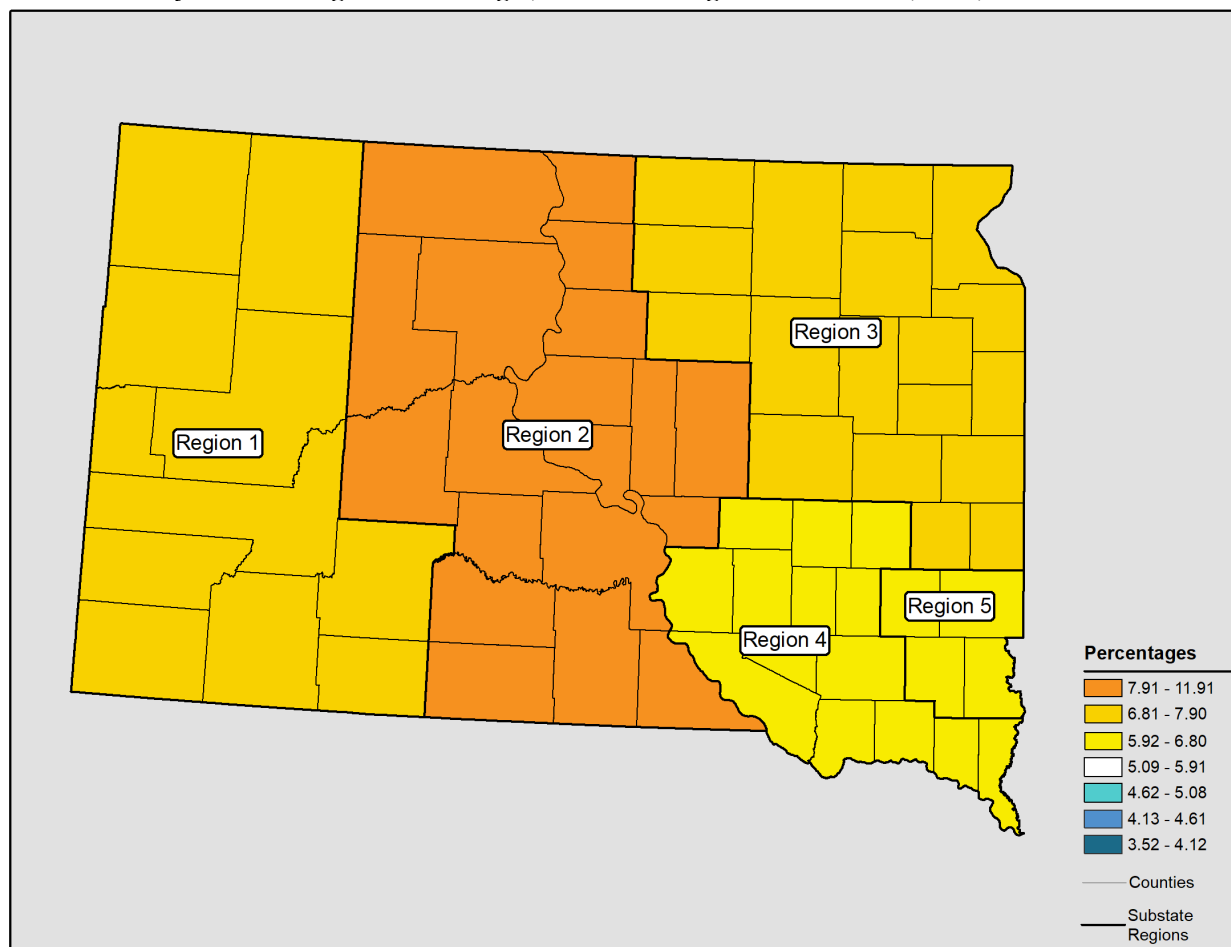 Region 3
Region 2
Region 1
Region 5
Region 4
Percentages
7.91 - 11.91
6.81 - 7.90
5.92 - 6.80
5.09 - 5.91
4.62 - 5.08
4.13 - 4.61
3.52 - 4.12
Counties
Substate
Regions